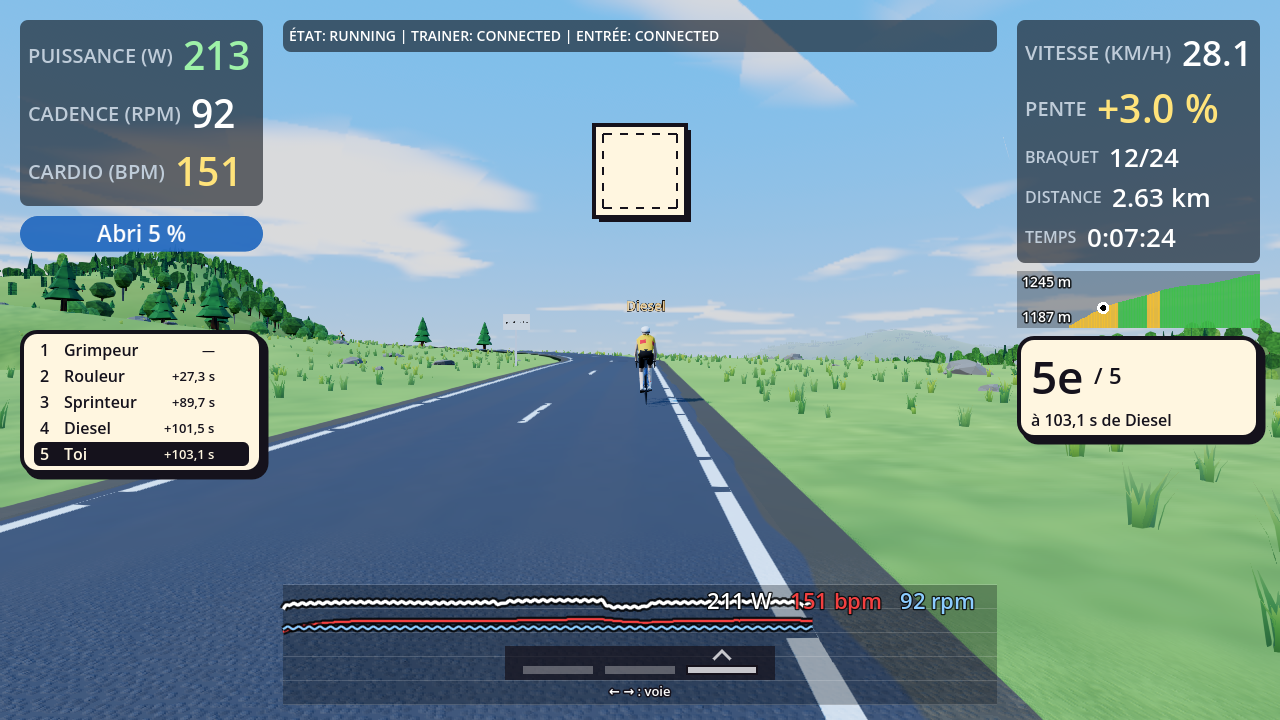 PUISSANCE (W) 213
CADENCE (RPM) 92
CARDIO (BPM) 151
Abri 5 %
ÉTAT: RUNNING | TRAINER: CONNECTED | ENTRÉE: CONNECTED
VITESSE (KM/H) 28.1
PENTE +3.0 %
BRAQUET 12/24
DISTANCE 2.63 km
TEMPS 0:07:24
1245 m
1187 m
Diesel
1 Grimpeur —
2 Rouleur +27,3 s
3 Sprinteur +89,7 s
4 Diesel +101,5 s
5 Toi +103,1 s
5e / 5
à 103,1 s de Diesel
211 W 151 bpm 92 rpm
← → : voie